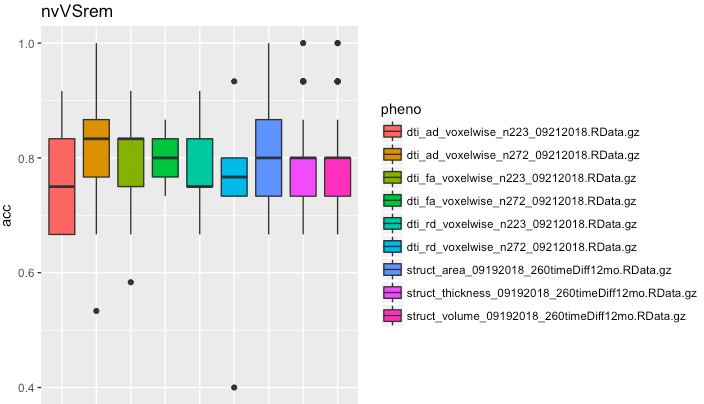 nvVSrem
1.0
0.8
0.6
0.4
acc
pheno
dti_ad_voxelwise_n223_09212018.RData.gz
dti_ad_voxelwise_n272_09212018.RData.gz
dti_fa_voxelwise_n223_09212018.RData.gz
dti_fa_voxelwise_n272_09212018.RData.gz
dti_rd_voxelwise_n223_09212018.RData.gz
dti_rd_voxelwise_n272_09212018.RData.gz
struct_area_09192018_260timeDiff12mo.RData.gz
struct_thickness_09192018_260timeDiff12mo.RData.gz
struct_volume_09192018_260timeDiff12mo.RData.gz